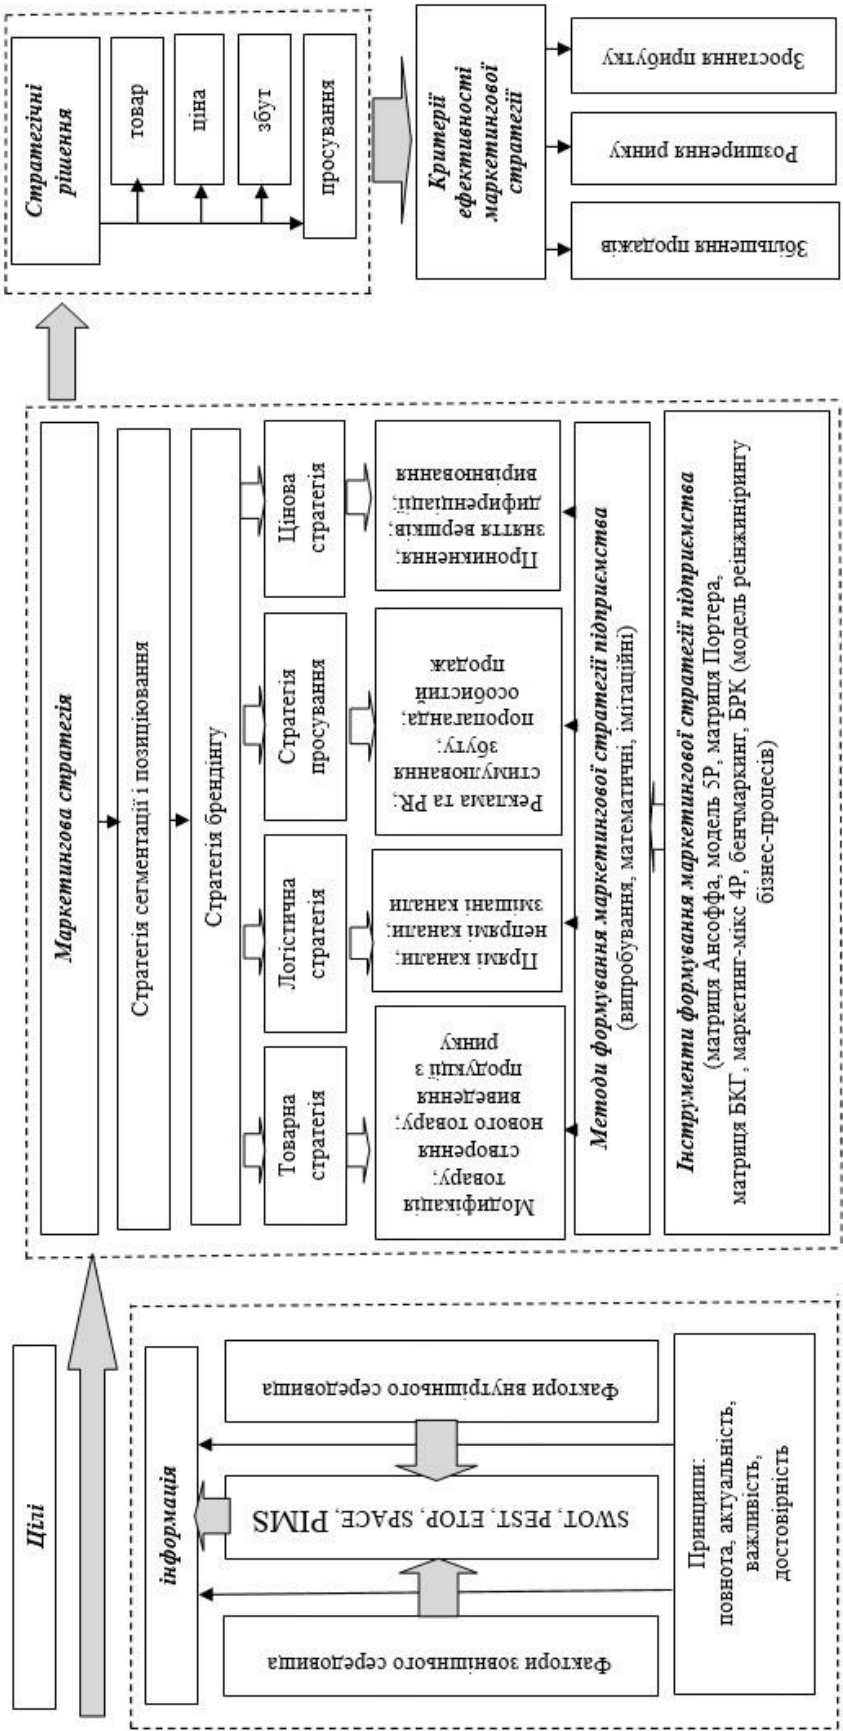 Цілі
інформація
Фактори зовнішнього середовища
SWOT, PEST, ETOP, SPACE, PIMS
Фактори внутрішнього середовища
Принципи:
повнота, актуальність,
важливість,
достовірність
Маркетингова стратегія
Стратегія сегментації і позиціювання
Стратегія брендінгу
Товарна
стратегія
Логістична
стратегія
Стратегія
просування
Цінова
стратегія
Модифікація
товару;
створення
нового товару;
виведення
продукції з
ринку
Прямі канали;
непрямі канали;
змішані канали
Реклама та PR;
стимулювання
збуту;
поропаганда;
особистий
продаж
Проникнення;
зняття вершків;
дифиренціації;
вирівнювання
Методи формування маркетингової стратегії підприємства
(випробування, математичні, імітаційні)
Інструменти формування маркетингової стратегії підприємства
(матриця Ансоффа, модель 5Р, матриця Портера,
матриця БКГ, маркетинг-мікс 4Р, бенчмаркинг, БРК (модель реінжинірингу
бізнес-процесів)
Стратегічні
рішення
товар
ціна
збут
просування
Критерії
ефективності
маркетингової
стратегії
Збільшення продажів
Розширення ринку
Зростання прибутку